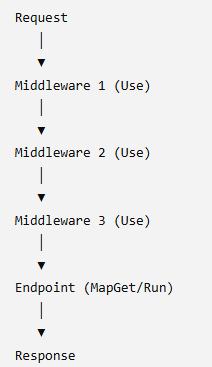 Request
│
▼
Middleware 1 (Use)
│
▼
Middleware 2 (Use)
│
▼
Middleware 3 (Use)
│
▼
Endpoint (MapGet/Run)
│
▼
Response